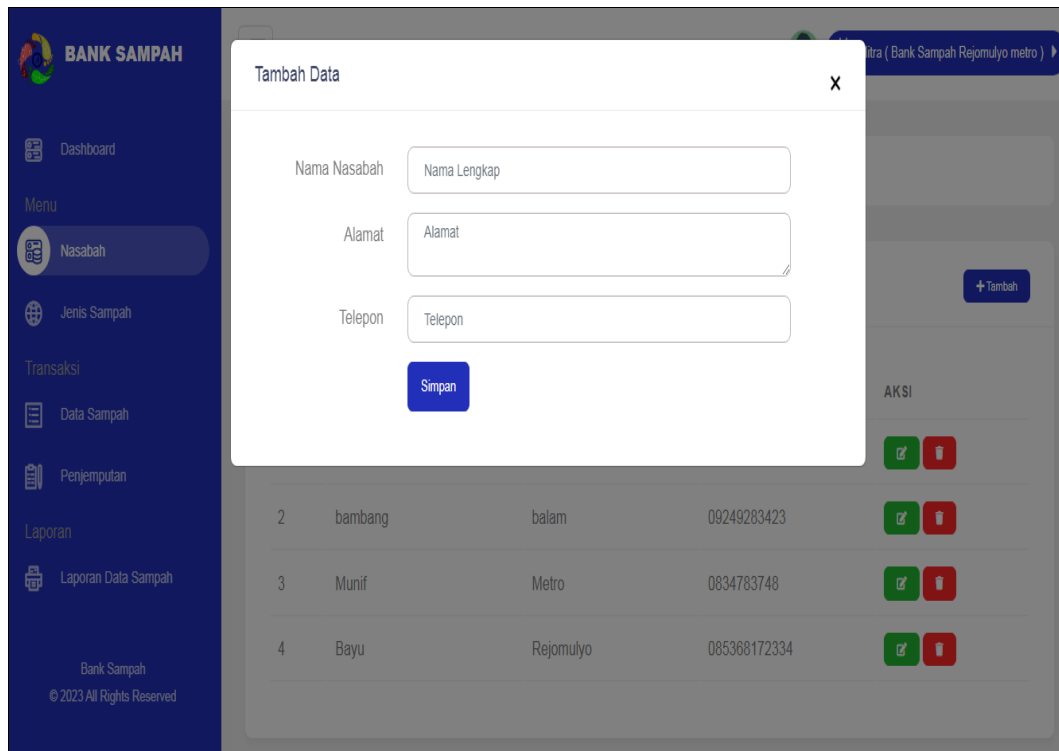 BANK SAMPAH
Dashboard
Menu
Nasabah
Jenis Sampah
Transaksi
Data Sampah
Penjemputan
Laporan
Laporan Data Sampah
Bank Sampah
© 2023 All Rights Reserved
( Bank Sampah Rejomulyo metro )
Tambah Data
x
Nama Nasabah
Nama Lengkap
Alamat
Alamat
Telepon
Telepon
Simpan
+ Tambah
AKSI
2 bambang balam 09249283423
3 Munif Metro 0834783748
4 Bayu Rejomulyo 085368172334